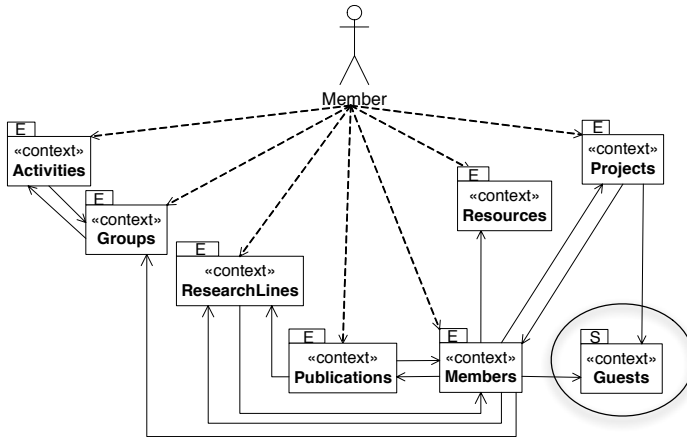 Member
E
«context»
Activities
E
«context»
Projects
E
«context»
Groups
E
«context»
Resources
E
«context»
ResearchLines
E
«context»
Publications
E
«context»
Members
S
«context»
Guests